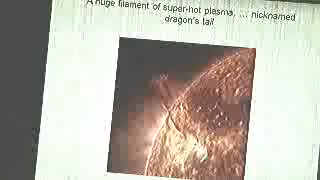 A huge filament of super-hot plasma, ... nicknamed
dragon's tail